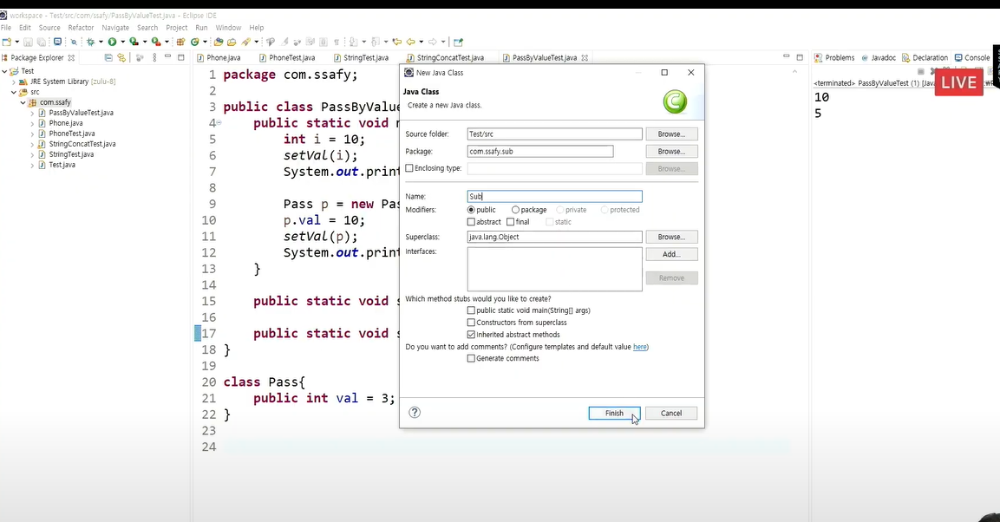 workspace - Test/src/com/ssafy/PassByValueTest.java - Eclipse IDE
File Edit Source Refactor Navigate Search Project Run Window Help
Package Explorer
Phone.java PhoneTest.java StringTest.java StringConcatTest.java PassByValueTest.java
Problems Javadoc Declaration Console
Test
JRE System Library [zulu-8]
src
com.ssafy
PassByValueTest.java
Phone.java
PhoneTest.java
StringConcatTest.java
StringTest.java
Test.java
1 package com.ssafy;
2
3 public class PassByValue
4 public static void
5 int i = 10;
6 setVal(i);
7 System.out.print
8
9 Pass p = new Pas
10 p.val = 10;
11 setVal(p);
12 System.out.print
13 }
14
15 public static void s
16
17 public static void s
18 }
19
20 class Pass{
21 public int val = 3;
22 }
23
24
New Java Class
Java Class
Create a new Java class.
Source folder: Test/src Browse...
Package: com.ssafy.sub Browse...
Enclosing type: Browse...
Name: Sub
Modifiers: public package private protected
abstract final static
Superclass: java.lang.Object Browse...
Interfaces: Add...
Remove
Which method stubs would you like to create?
public static void main(String[] args)
Constructors from superclass
Inherited abstract methods
Do you want to add comments? (Configure templates and default value here)
Generate comments
? Finish Cancel
<terminated> PassByValueTest (1) [Jav
LIVE
10
5